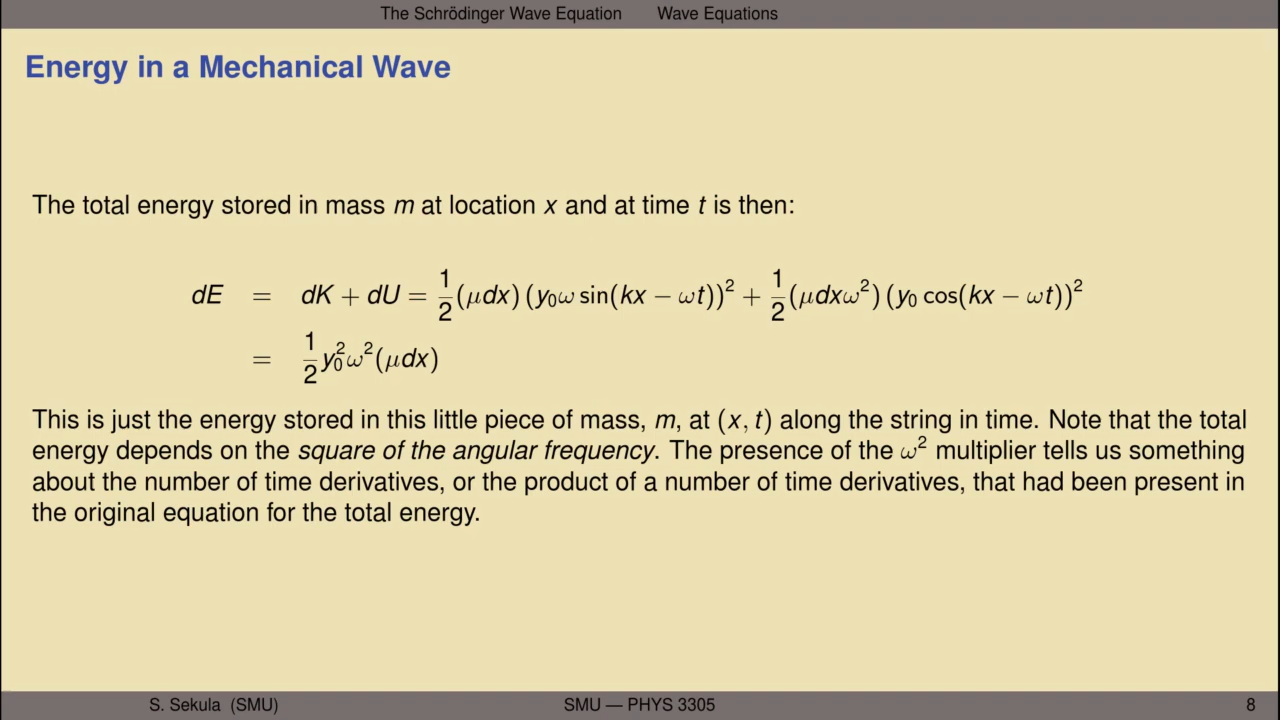 The Schrödinger Wave Equation Wave Equations
Energy in a Mechanical Wave
The total energy stored in mass m at location x and at time t is then:
dE = dK + dU = 1/2 (μdx) (y₀ω sin(kx − ωt))² + 1/2 (μdxω²) (y₀ cos(kx − ωt))²
= 1/2 y₀²ω²(μdx)
This is just the energy stored in this little piece of mass, m, at (x, t) along the string in time. Note that the total
energy depends on the square of the angular frequency. The presence of the ω² multiplier tells us something
about the number of time derivatives, or the product of a number of time derivatives, that had been present in
the original equation for the total energy.
S. Sekula (SMU) SMU — PHYS 3305 8